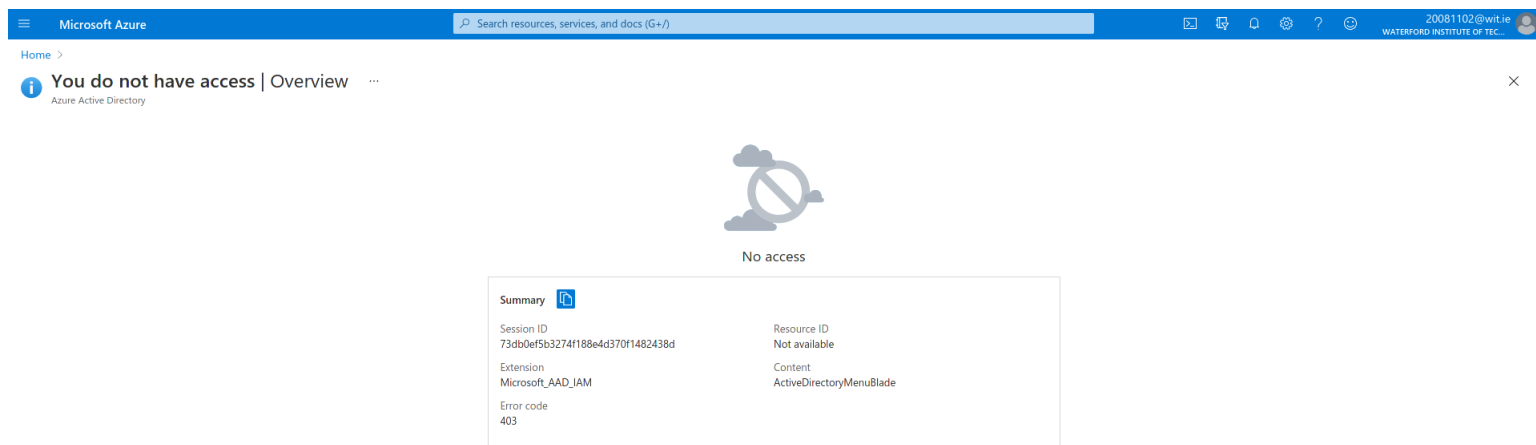 Microsoft Azure
Search resources, services, and docs (G+/)
20081102@wit.ie
WATERFORD INSTITUTE OF TEC...
Home >
You do not have access | Overview ...
Azure Active Directory
No access
Summary
Session ID
73db0ef5b3274f188e4d370f1482438d
Resource ID
Not available
Extension
Microsoft_AAD_IAM
Content
ActiveDirectoryMenuBlade
Error code
403